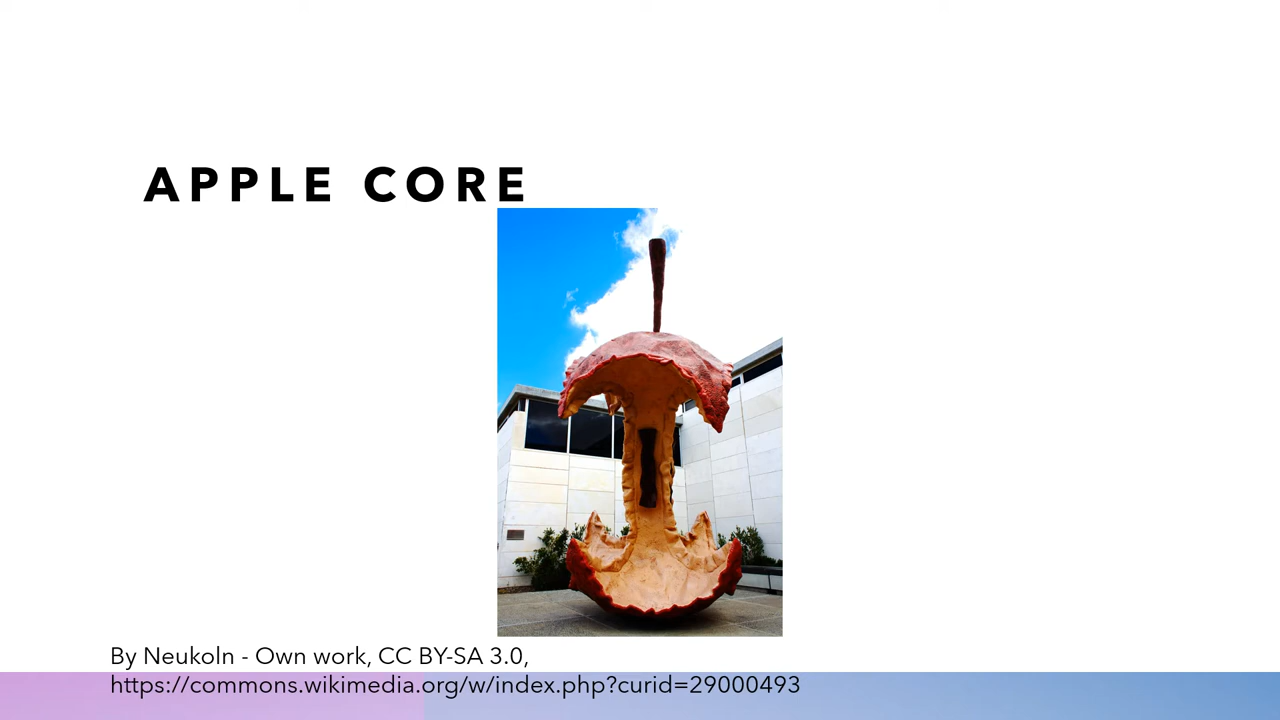 APPLE CORE
By Neukoln - Own work, CC BY-SA 3.0,
https://commons.wikimedia.org/w/index.php?curid=29000493